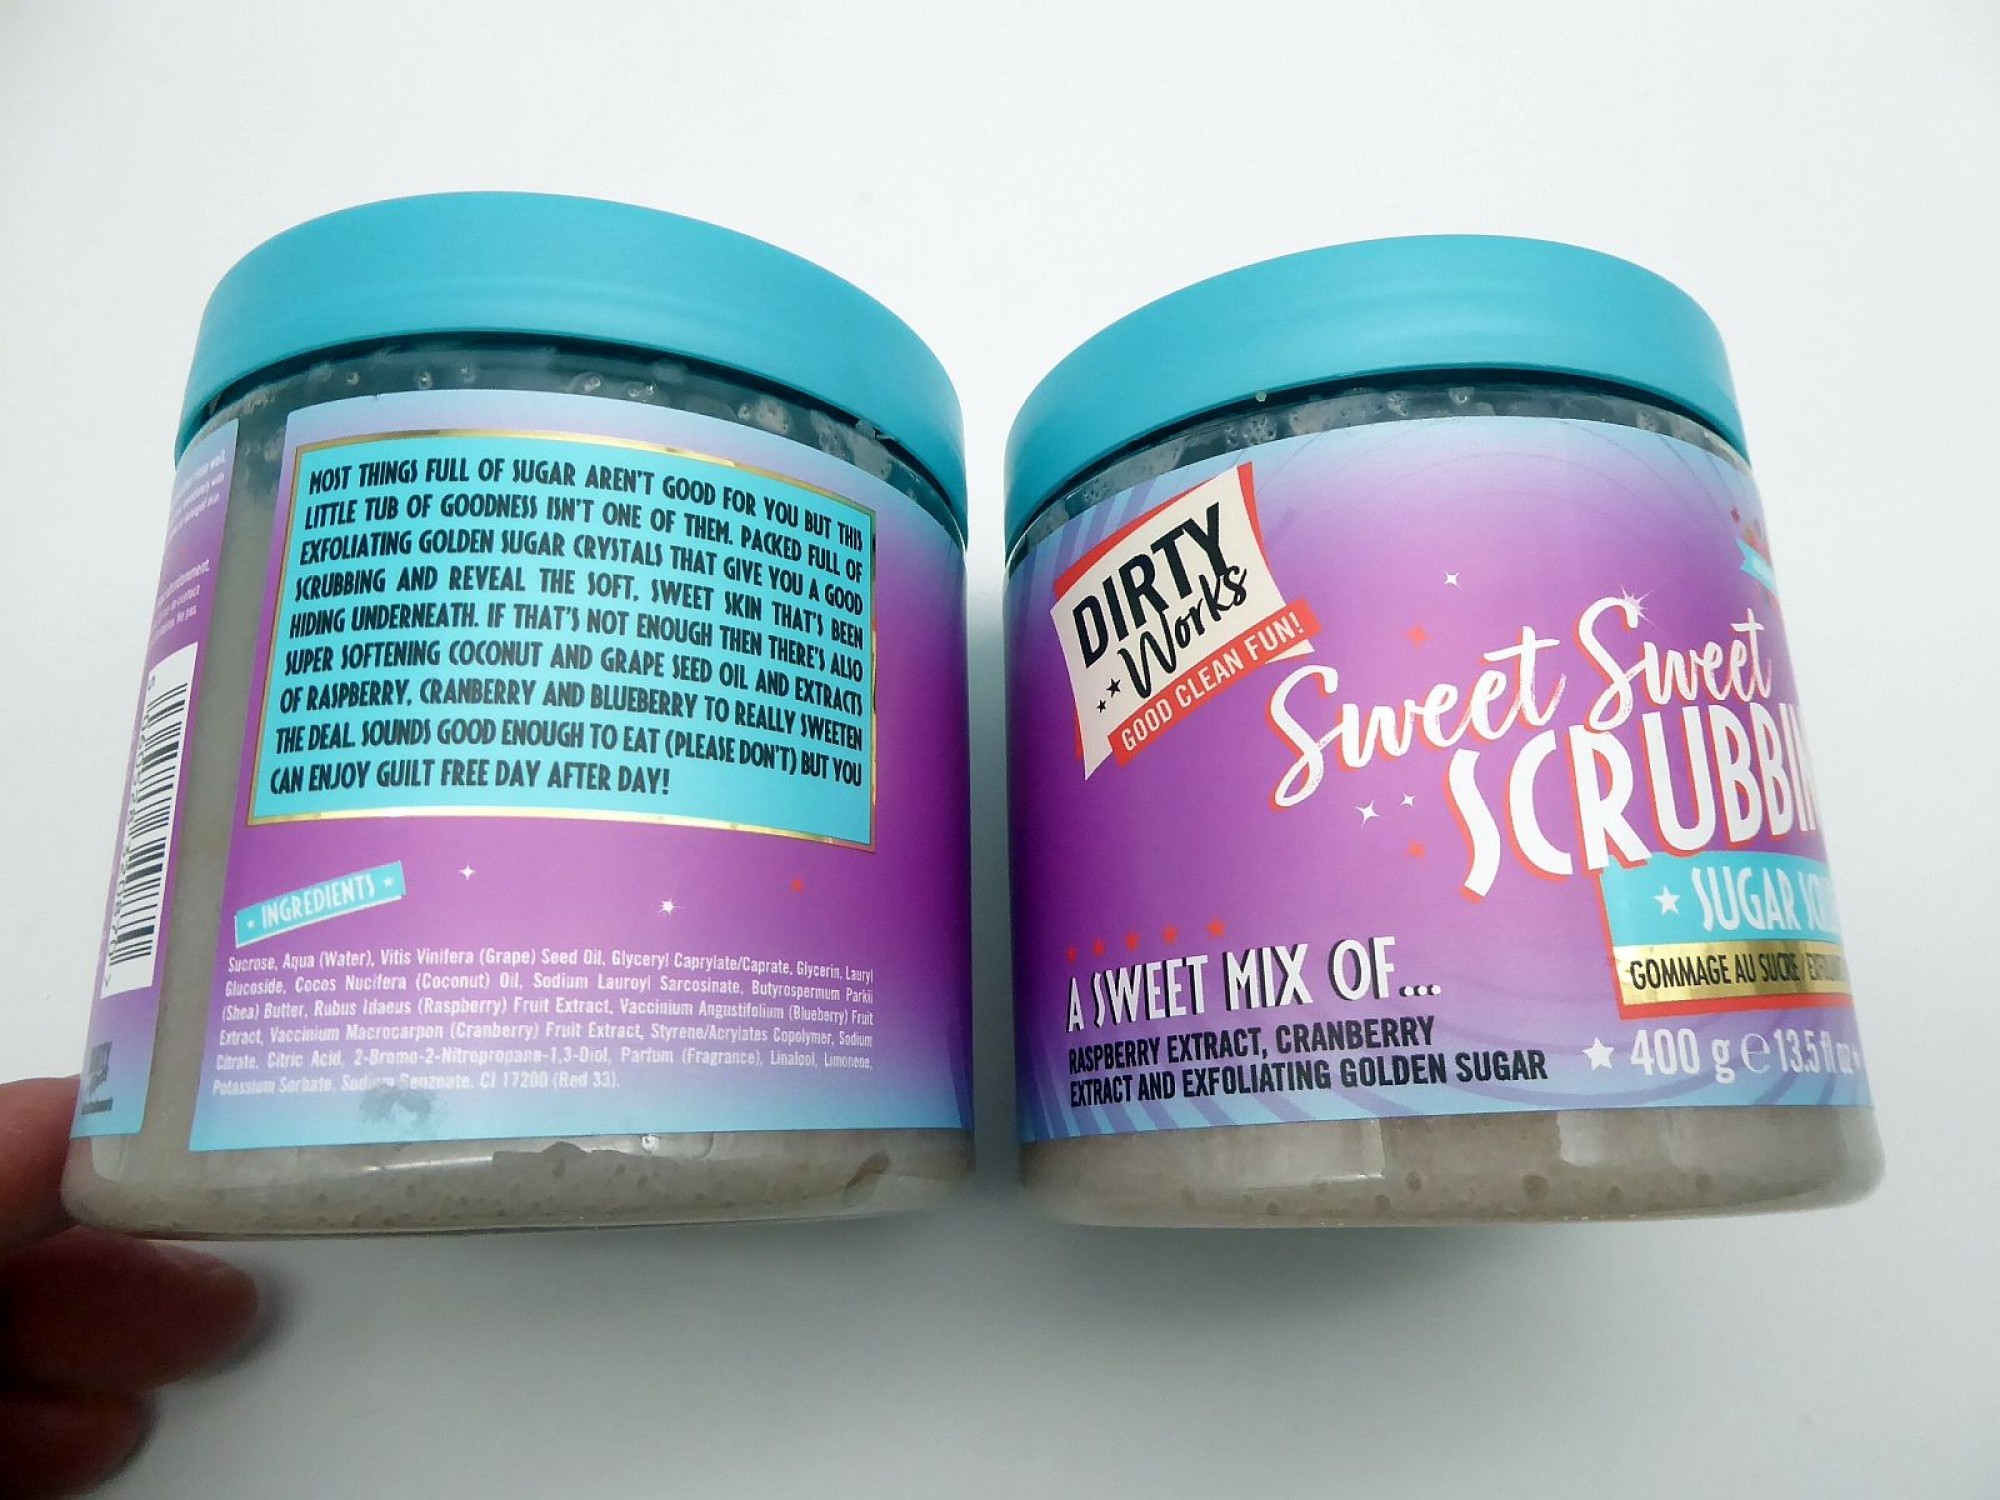 MOST THINGS FULL OF SUGAR AREN'T GOOD FOR YOU BUT THIS
LITTLE TUB OF GOODNESS ISN'T ONE OF THEM. PACKED FULL OF
EXFOLIATING GOLDEN SUGAR CRYSTALS THAT GIVE YOU A GOOD
SCRUBBING AND REVEAL THE SOFT, SWEET SKIN THAT'S BEEN
HIDING UNDERNEATH. IF THAT'S NOT ENOUGH THEN THERE'S ALSO
SUPER SOFTENING COCONUT AND GRAPE SEED OIL AND EXTRACTS
OF RASPBERRY, CRANBERRY AND BLUEBERRY TO REALLY SWEETEN
THE DEAL. SOUNDS GOOD ENOUGH TO EAT (PLEASE DON'T) BUT YOU
CAN ENJOY GUILT FREE DAY AFTER DAY!
INGREDIENTS
Sucrose, Aqua (Water), Vitis Vinifera (Grape) Seed Oil, Glyceryl Caprylate/Caprate, Glycerin, Lauryl
Glucoside, Cocos Nucifera (Coconut) Oil, Sodium Lauroyl Sarcosinate, Butyrospermum Parkii
(Shea) Butter, Rubus Idaeus (Raspberry) Fruit Extract, Vaccinium Angustifolium (Blueberry) Fruit
Extract, Vaccinium Macrocarpon (Cranberry) Fruit Extract, Styrene/Acrylates Copolymer, Sodium
Citrate, Citric Acid, 2-Bromo-2-Nitropropane-1,3-Diol, Parfum (Fragrance), Linalool, Limonene,
Potassium Sorbate, Sodium Benzoate, CI 17200 (Red 33).
DIRTY
Works
GOOD CLEAN FUN!
Sweet Sweet
SCRUBBIN
SUGAR SC
GOMMAGE AU SUCRE
A SWEET MIX OF...
RASPBERRY EXTRACT, CRANBERRY
EXTRACT AND EXFOLIATING GOLDEN SUGAR
400 g e 13.5 fl oz